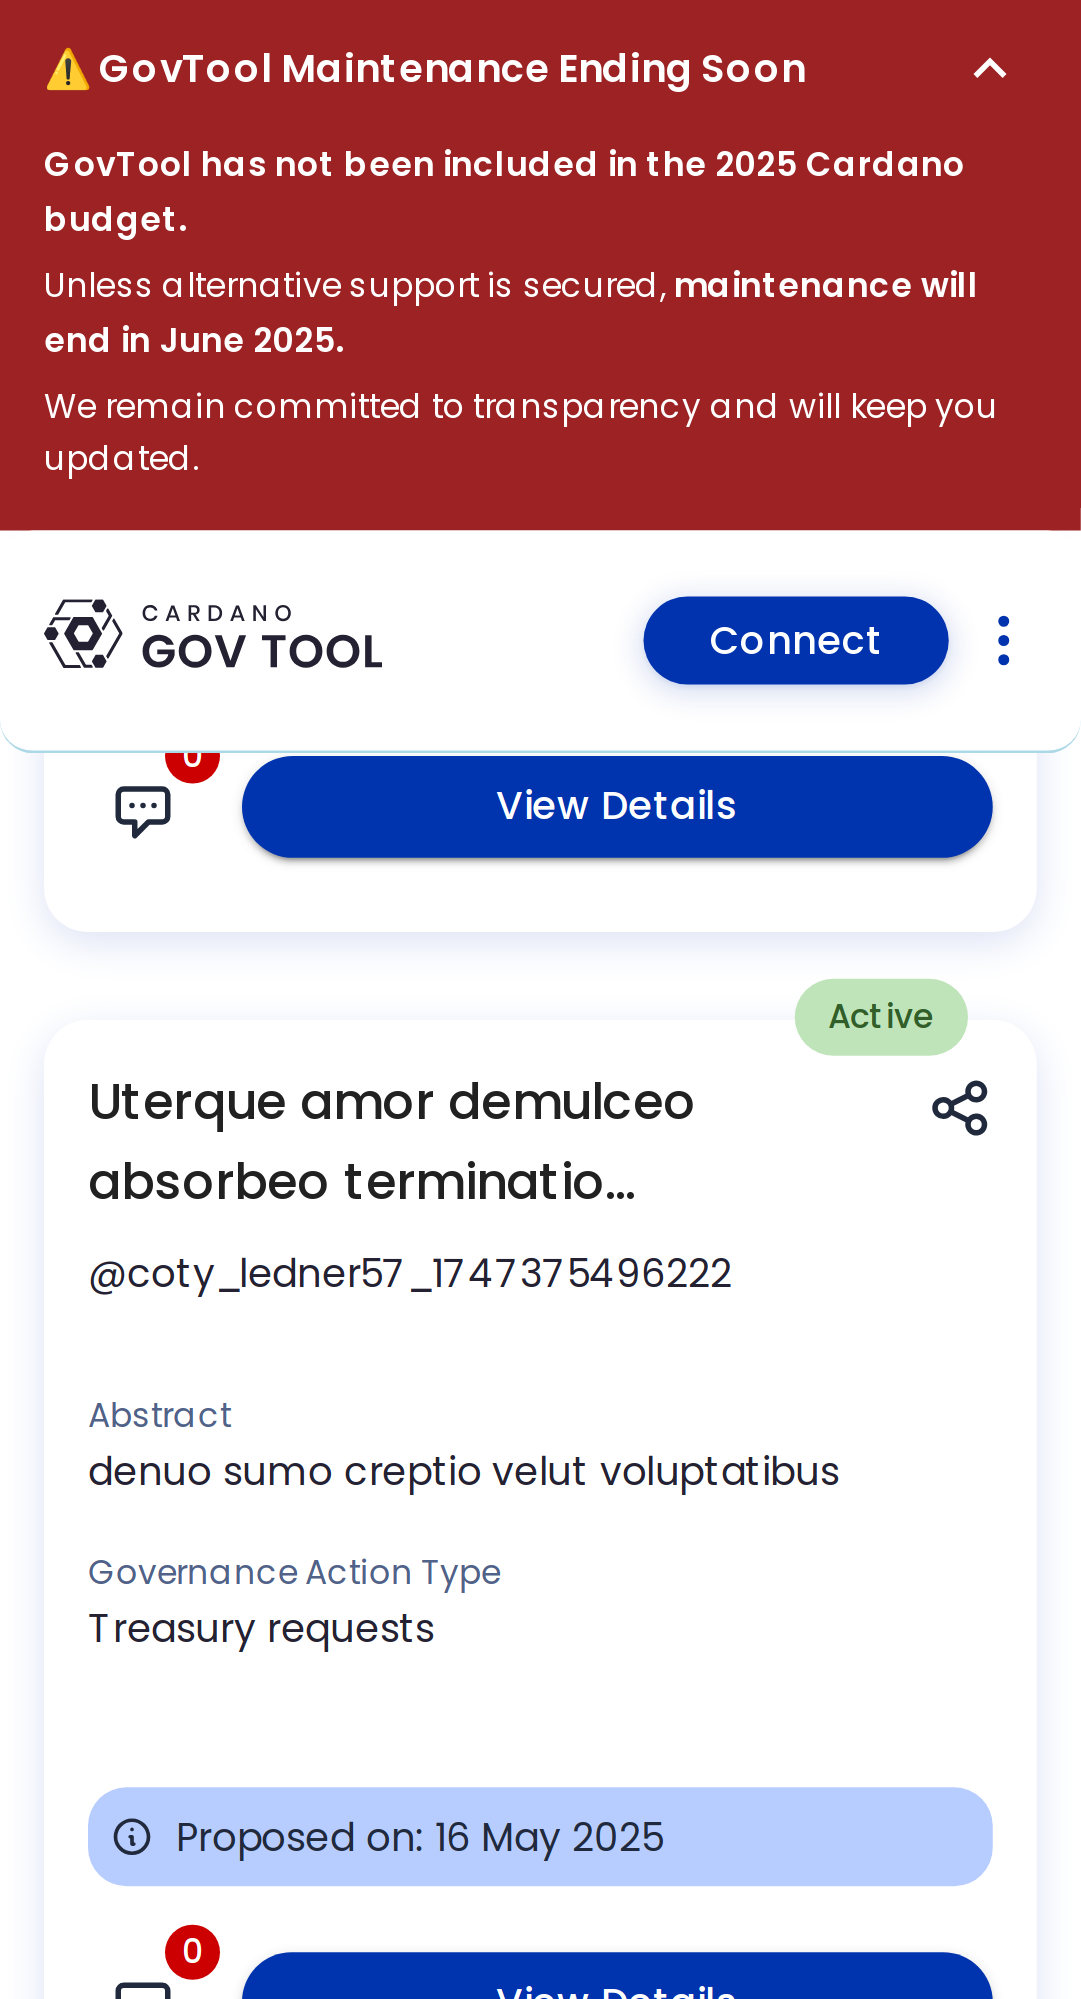 ⚠️ GovTool Maintenance Ending Soon
GovTool has not been included in the 2025 Cardano
budget.
Unless alternative support is secured, maintenance will
end in June 2025.
We remain committed to transparency and will keep you
updated.
CARDANO
GOV TOOL
Connect
0
View Details
Active
Uterque amor demulceo
absorbeo terminatio...
@coty_ledner57_1747375496222
Abstract
denuo sumo creptio velut voluptatibus
Governance Action Type
Treasury requests
Proposed on: 16 May 2025
0
View Details